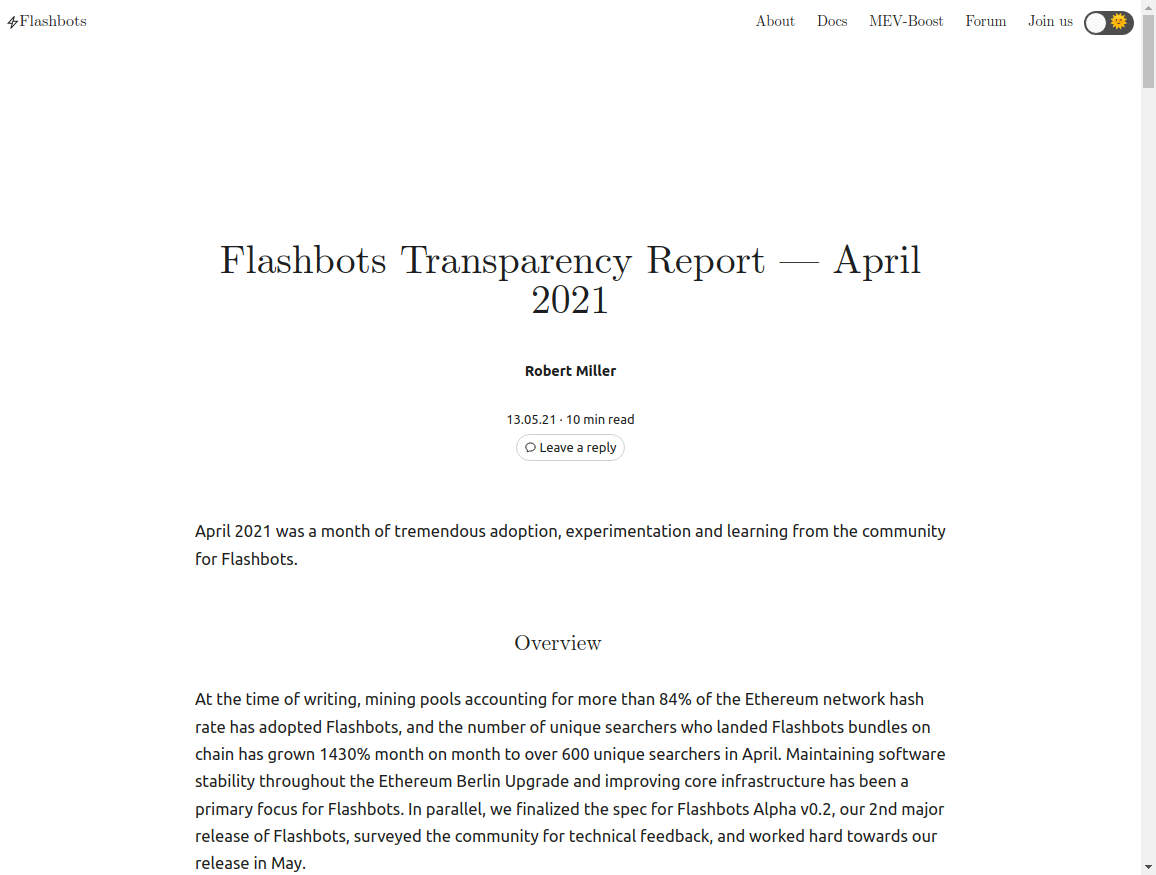 Flashbots
About Docs MEV-Boost Forum Join us
Flashbots Transparency Report — April
2021
Robert Miller
13.05.21 · 10 min read
Leave a reply
April 2021 was a month of tremendous adoption, experimentation and learning from the community
for Flashbots.
Overview
At the time of writing, mining pools accounting for more than 84% of the Ethereum network hash
rate has adopted Flashbots, and the number of unique searchers who landed Flashbots bundles on
chain has grown 1430% month on month to over 600 unique searchers in April. Maintaining software
stability throughout the Ethereum Berlin Upgrade and improving core infrastructure has been a
primary focus for Flashbots. In parallel, we finalized the spec for Flashbots Alpha v0.2, our 2nd major
release of Flashbots, surveyed the community for technical feedback, and worked hard towards our
release in May.